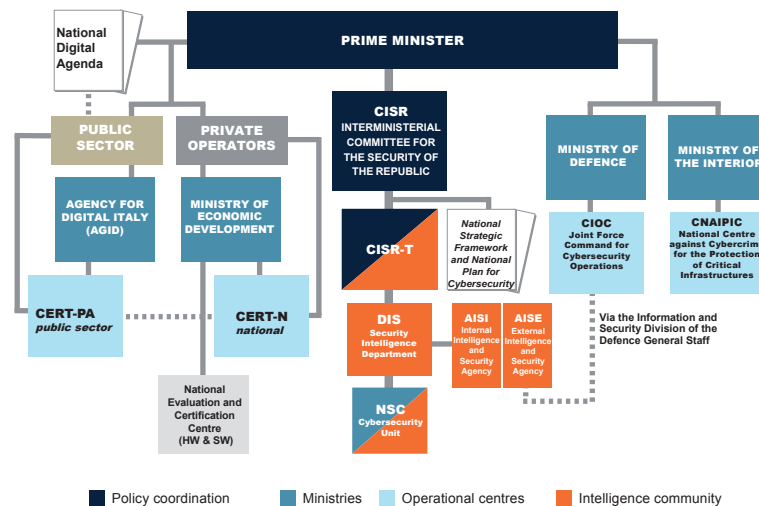 PRIME MINISTER
National
Digital
Agenda
PUBLIC
SECTOR
PRIVATE
OPERATORS
CISR
INTERMINISTERIAL
COMMITTEE FOR
THE SECURITY OF
THE REPUBLIC
MINISTRY OF
DEFENCE
MINISTRY OF
THE INTERIOR
AGENCY FOR
DIGITAL ITALY
(AGID)
MINISTRY OF
ECONOMIC
DEVELOPMENT
CISR-T
National
Strategic
Framework
and National
Plan for
Cybersecurity
CIOC
Joint Force
Command for
Cybersecurity
Operations
CNAIPIC
National Centre
against Cybercrime
for the Protection
of Critical
Infrastructures
CERT-PA
public sector
CERT-N
national
DIS
Security
Intelligence
Department
AISI
Internal
Intelligence
and
Security
Agency
AISE
External
Intelligence
and
Security
Agency
Via the Information and
Security Division of the
Defence General Staff
National
Evaluation and
Certification
Centre
(HW & SW)
NSC
Cybersecurity
Unit
Policy coordination
Ministries
Operational centres
Intelligence community